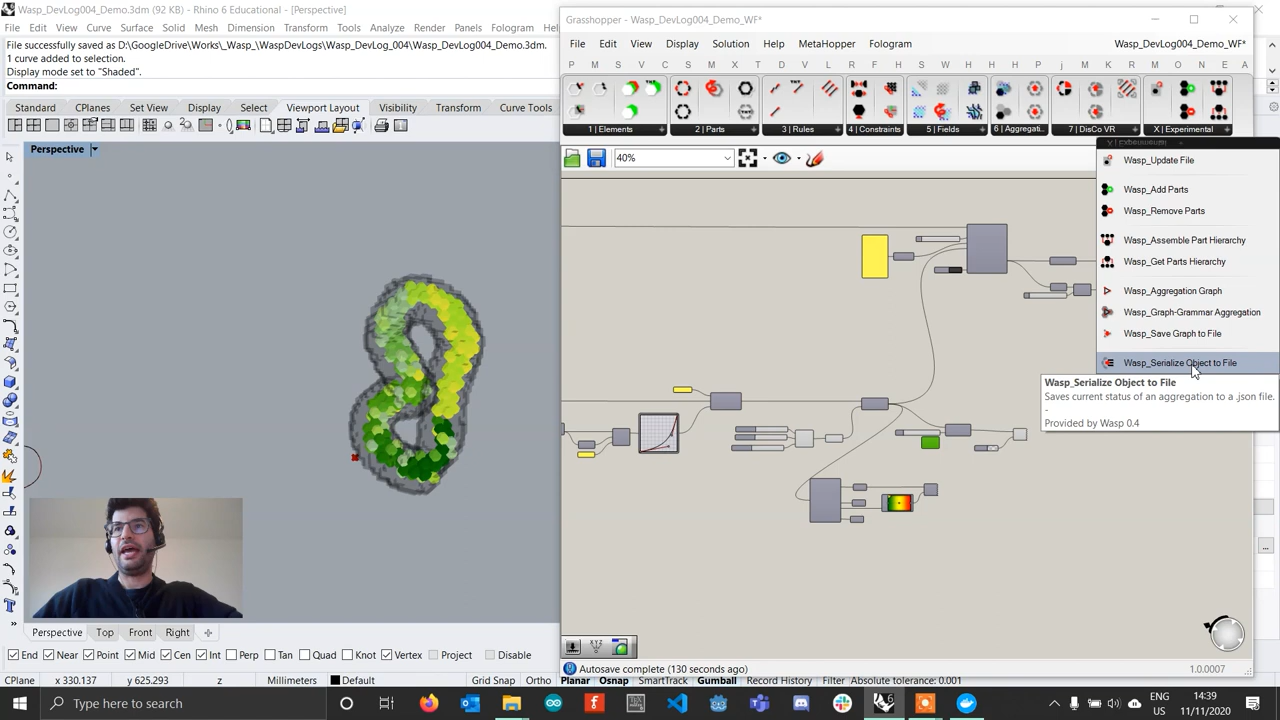 Wasp_DevLog004_Demo.3dm (92 KB) - Rhino 6 Educational - [Perspective]
File Edit View Curve Surface Solid Mesh Dimension Transform Tools Analyze Render Panels Fologram
File successfully saved as D:\GoogleDrive\Works\_Wasp_\WaspDevLogs\DevLog_004\WaspDevLog004_Demo.3dm.
1 curve added to selection.
Display mode set to "Shaded".
Command:
Standard CPlanes Set View Display Select Viewport Layout Visibility Transform Curve Tools
Perspective
Grasshopper - Wasp_DevLog004_Demo_WF*
File Edit View Display Solution Help MetaHopper Fologram Wasp_DevLog004_Demo_WF*
1 | Elements 2 | Parts 3 | Rules 4 | Constraints 5 | Fields 6 | Aggregati... 7 | DisCo VR X | Experimental
40%
X | Experimental
Wasp_Update File
Wasp_Add Parts
Wasp_Remove Parts
Wasp_Assemble Part Hierarchy
Wasp_Get Parts Hierarchy
Wasp_Aggregation Graph
Wasp_Graph-Grammar Aggregation
Wasp_Save Graph to File
Wasp_Serialize Object to File
Wasp_Serialize Object to File
Saves current status of an aggregation to a .json file.
-
Provided by Wasp 0.4
Perspective Top Front Right
End Near Point Mid Cen Int Perp Tan Quad Knot Vertex Project Disable
Autosave complete (130 seconds ago) 1.0.0007
CPlane x 330.137 y 625.293 z Millimeters Default Grid Snap Ortho Planar Osnap SmartTrack Gumball Record History Filter Absolute tolerance: 0.001
Type here to search
ENG
US
14:39
11/11/2020